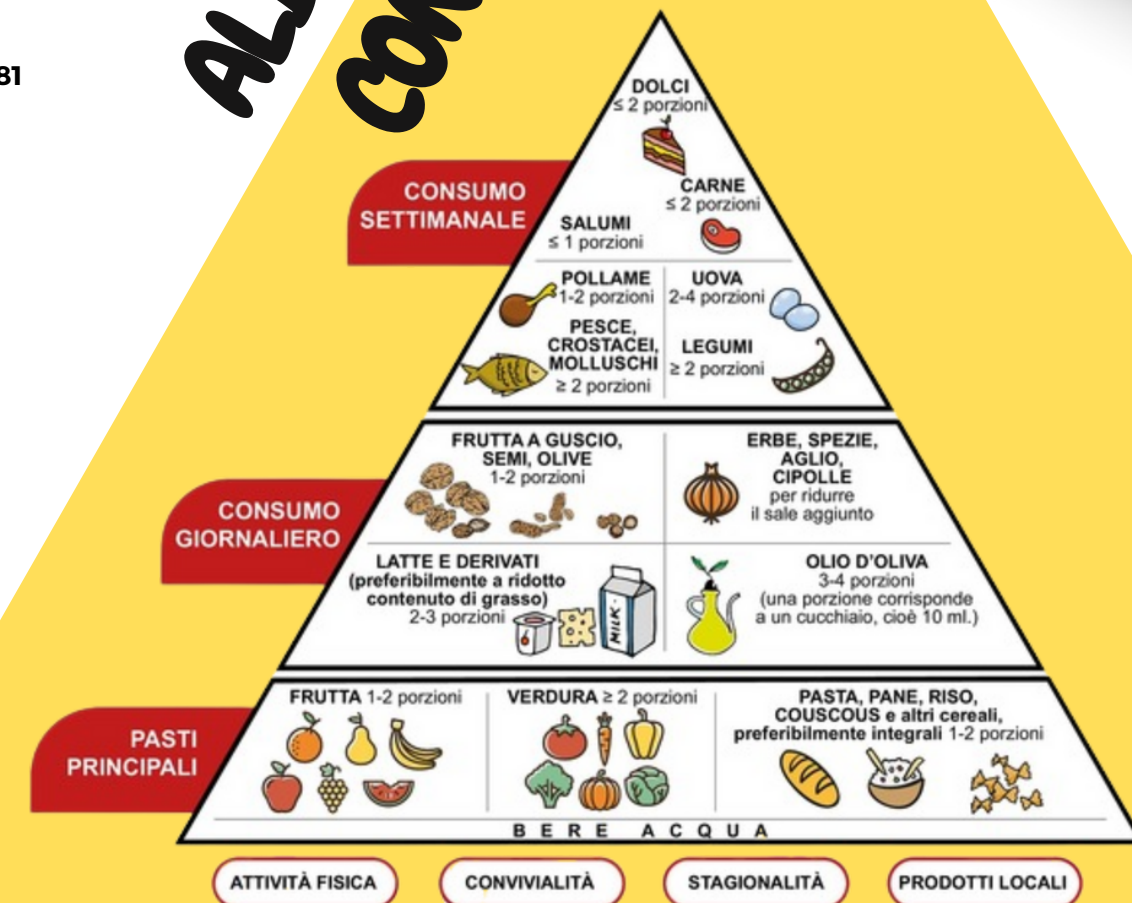 81
DOLCI
≤ 2 porzioni
CARNE
≤ 2 porzioni
CONSUMO
SETTIMANALE
SALUMI
≤ 1 porzioni
POLLAME
1-2 porzioni
UOVA
2-4 porzioni
PESCE,
CROSTACEI,
MOLLUSCHI
≥ 2 porzioni
LEGUMI
≥ 2 porzioni
CONSUMO
GIORNALIERO
FRUTTA A GUSCIO,
SEMI, OLIVE
1-2 porzioni
ERBE, SPEZIE,
AGLIO,
CIPOLLE
per ridurre
il sale aggiunto
LATTE E DERIVATI
(preferibilmente a ridotto
contenuto di grasso)
2-3 porzioni
MILK
OLIO D'OLIVA
3-4 porzioni
(una porzione corrisponde
a un cucchiaio, cioè 10 ml.)
PASTI
PRINCIPALI
FRUTTA 1-2 porzioni
VERDURA ≥ 2 porzioni
PASTA, PANE, RISO,
COUSCOUS e altri cereali,
preferibilmente integrali 1-2 porzioni
BERE ACQUA
ATTIVITÀ FISICA
CONVIVIALITÀ
STAGIONALITÀ
PRODOTTI LOCALI